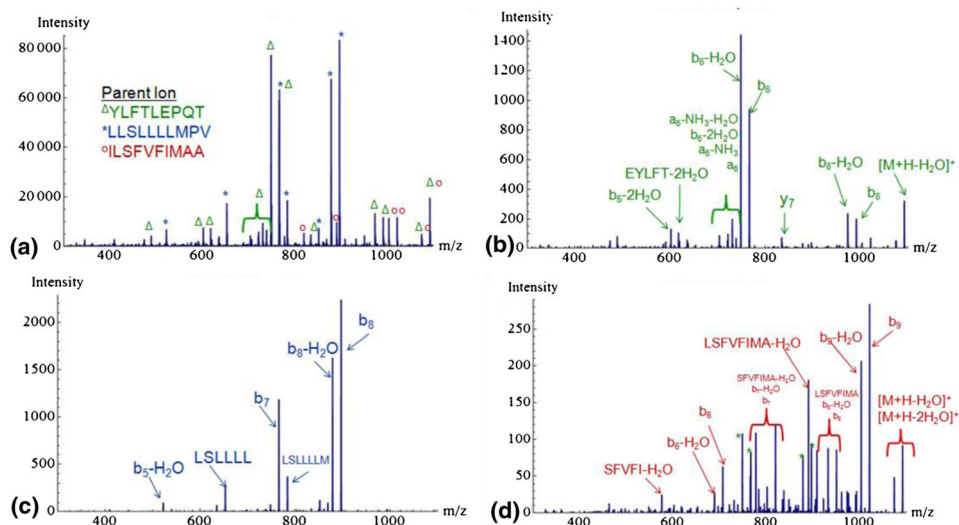 Intensity
80 000
60 000
40 000
20 000
0
400 600 800 1000 m/z
Parent Ion
ΔYLFTLEPQT
*LLSLLLLMPV
oILSFVFIMAA
(a)
Intensity
1400
1200
1000
800
600
400
200
0
400 600 800 1000 m/z
b6-H2O
b6
a6-NH3-H2O
b6-2H2O
a6-NH3
a6
EYLFT-2H2O
b5-2H2O
y7
b8-H2O
b8
[M+H-H2O]+
(b)
Intensity
2000
1500
1000
500
0
400 600 800 1000 m/z
b8
b8-H2O
b7
LSLLLL
LSLLLLM
b5-H2O
(c)
Intensity
250
200
150
100
50
0
400 600 800 1000 m/z
LSFVFIMA-H2O
b9-H2O
b9
SFVFIMA-H2O
b7-H2O
b7
LSFVFIMA
b8-H2O
b8
[M+H-H2O]+
[M+H-2H2O]+
b6
b6-H2O
SFVFI-H2O
(d)